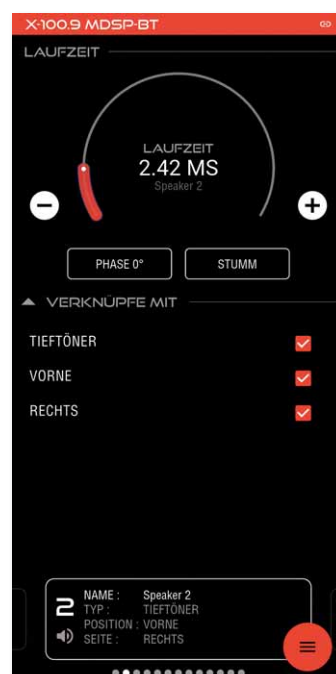 X-100.9 MDSP-BT
LAUFZEIT
LAUFZEIT
2.42 MS
Speaker 2
PHASE 0°
STUMM
VERKNÜPFE MIT
TIEFTÖNER
VORNE
RECHTS
2
NAME : Speaker 2
TYP : TIEFTÖNER
POSITION : VORNE
SEITE : RECHTS